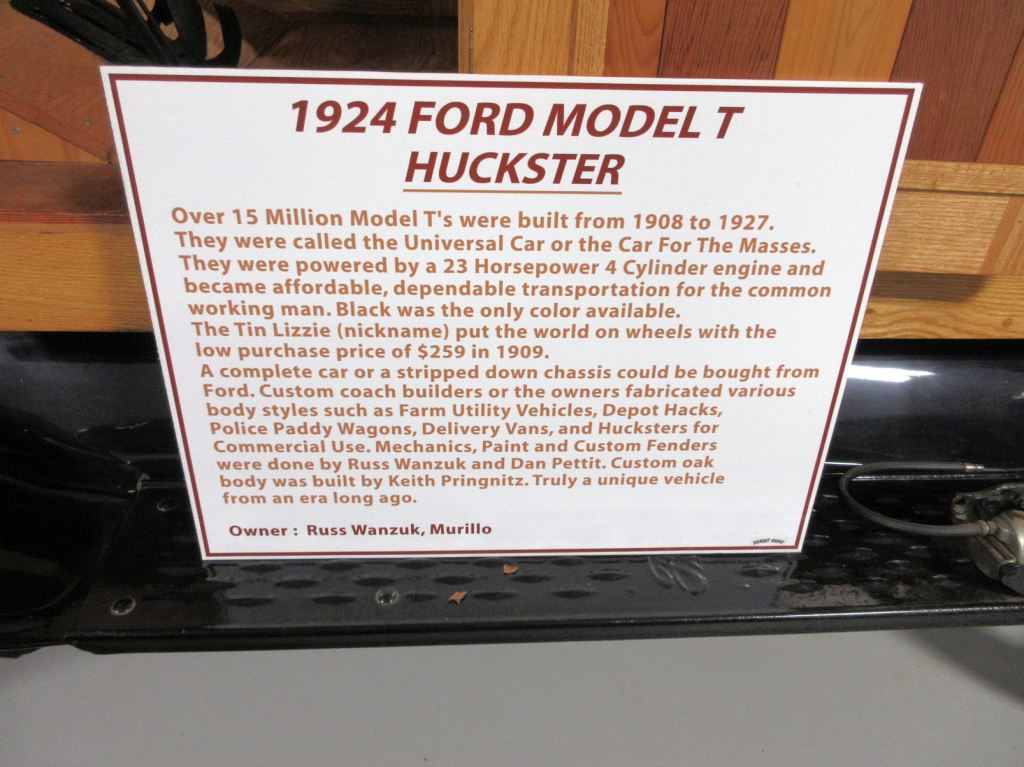 1924 FORD MODEL T
HUCKSTER
Over 15 Million Model T's were built from 1908 to 1927.
They were called the Universal Car or the Car For The Masses.
They were powered by a 23 Horsepower 4 Cylinder engine and
became affordable, dependable transportation for the common
working man. Black was the only color available.
The Tin Lizzie (nickname) put the world on wheels with the
low purchase price of $259 in 1909.
A complete car or a stripped down chassis could be bought from
Ford. Custom coach builders or the owners fabricated various
body styles such as Farm Utility Vehicles, Depot Hacks,
Police Paddy Wagons, Delivery Vans, and Hucksters for
Commercial Use. Mechanics, Paint and Custom Fenders
were done by Russ Wanzuk and Dan Pettit. Custom oak
body was built by Keith Pringnitz. Truly a unique vehicle
from an era long ago.
Owner : Russ Wanzuk, Murillo